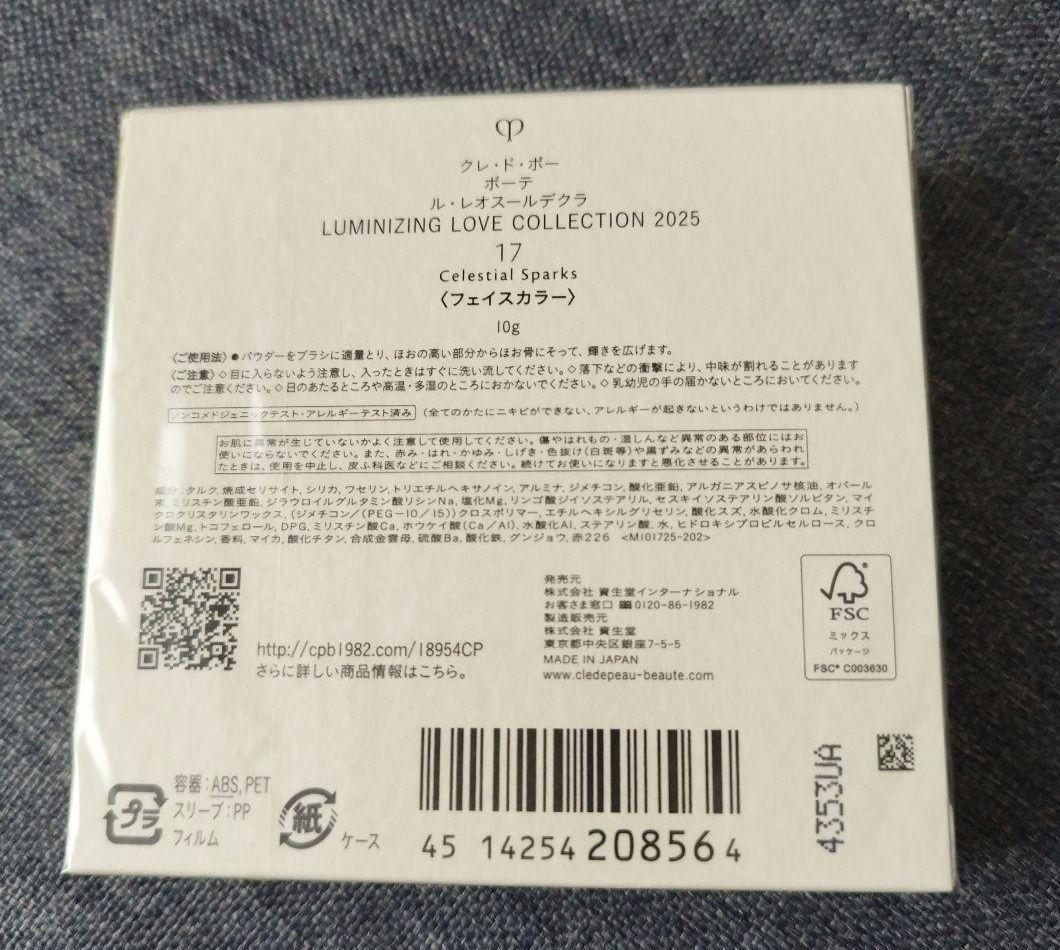 クレ・ド・ポー
ボーテ
ル・レオスールデクラ
LUMINIZING LOVE COLLECTION 2025
17
Celestial Sparks
〈フェイスカラー〉
10g
〈ご使用法〉●パウダーをブラシに適量とり、ほおの高い部分からほお骨にそって、輝きを広げます。
〈ご注意〉◇目に入らないよう注意し、入ったときはすぐに洗い流してください。◇落下などの衝撃により、中味が割れることがあります
のでご注意ください。◇日のあたるところや高温・多湿のところにおかないでください。◇乳幼児の手の届かないところにおいてください。
ノンコメドジェニックテスト・アレルギーテスト済み (全てのかたにニキビができない、アレルギーが起きないというわけではありません。)
お肌に異常が生じていないかよく注意して使用してください。傷やはれもの・湿しんなど異常のある部位にはお
使いにならないでください。また、赤み・はれ・かゆみ・しげき・色抜け(白斑等)や黒ずみなどの異常があらわれ
たときは、使用を中止し、皮ふ科医などにご相談ください。続けてお使いになりますと悪化させることがあります。
成分:タルク, 焼成セリサイト, シリカ, ワセリン, トリエチルヘキサノイン, アルミナ, ジメチコン, 酸化亜鉛, アルガニアスピノサ核油, オパール
末, ミリスチン酸亜鉛, ジラウロイルグルタミン酸リシンNa, 塩化Mg, リンゴ酸ジイソステアリル, セスキイソステアリン酸ソルビタン, マイ
クロクリスタリンワックス, (ジメチコン/(PEG-10/15))クロスポリマー, エチルヘキシルグリセリン, 酸化スズ, 水酸化クロム, ミリスチ
ン酸Mg, トコフェロール, DPG, ミリスチン酸Ca, ホウケイ酸(Ca/Al), 水酸化Al, ステアリン酸, 水, ヒドロキシプロピルセルロース, クロ
ルフェネシン, 香料, マイカ, 酸化チタン, 合成金雲母, 硫酸Ba, 酸化鉄, グンジョウ, 赤226 <M101725-202>
http://cpb1982.com/18954CP
さらに詳しい商品情報はこちら。
発売元
株式会社 資生堂インターナショナル
お客さま窓口 0120-86-1982
製造販売元
株式会社 資生堂
東京都中央区銀座7-5-5
MADE IN JAPAN
www.cledepeau-beaute.com
FSC
ミックス
パッケージ
FSC® C003630
プラ
容器:ABS, PET
スリーブ:PP
フィルム
紙
ケース
45 14254 208564
4353UA